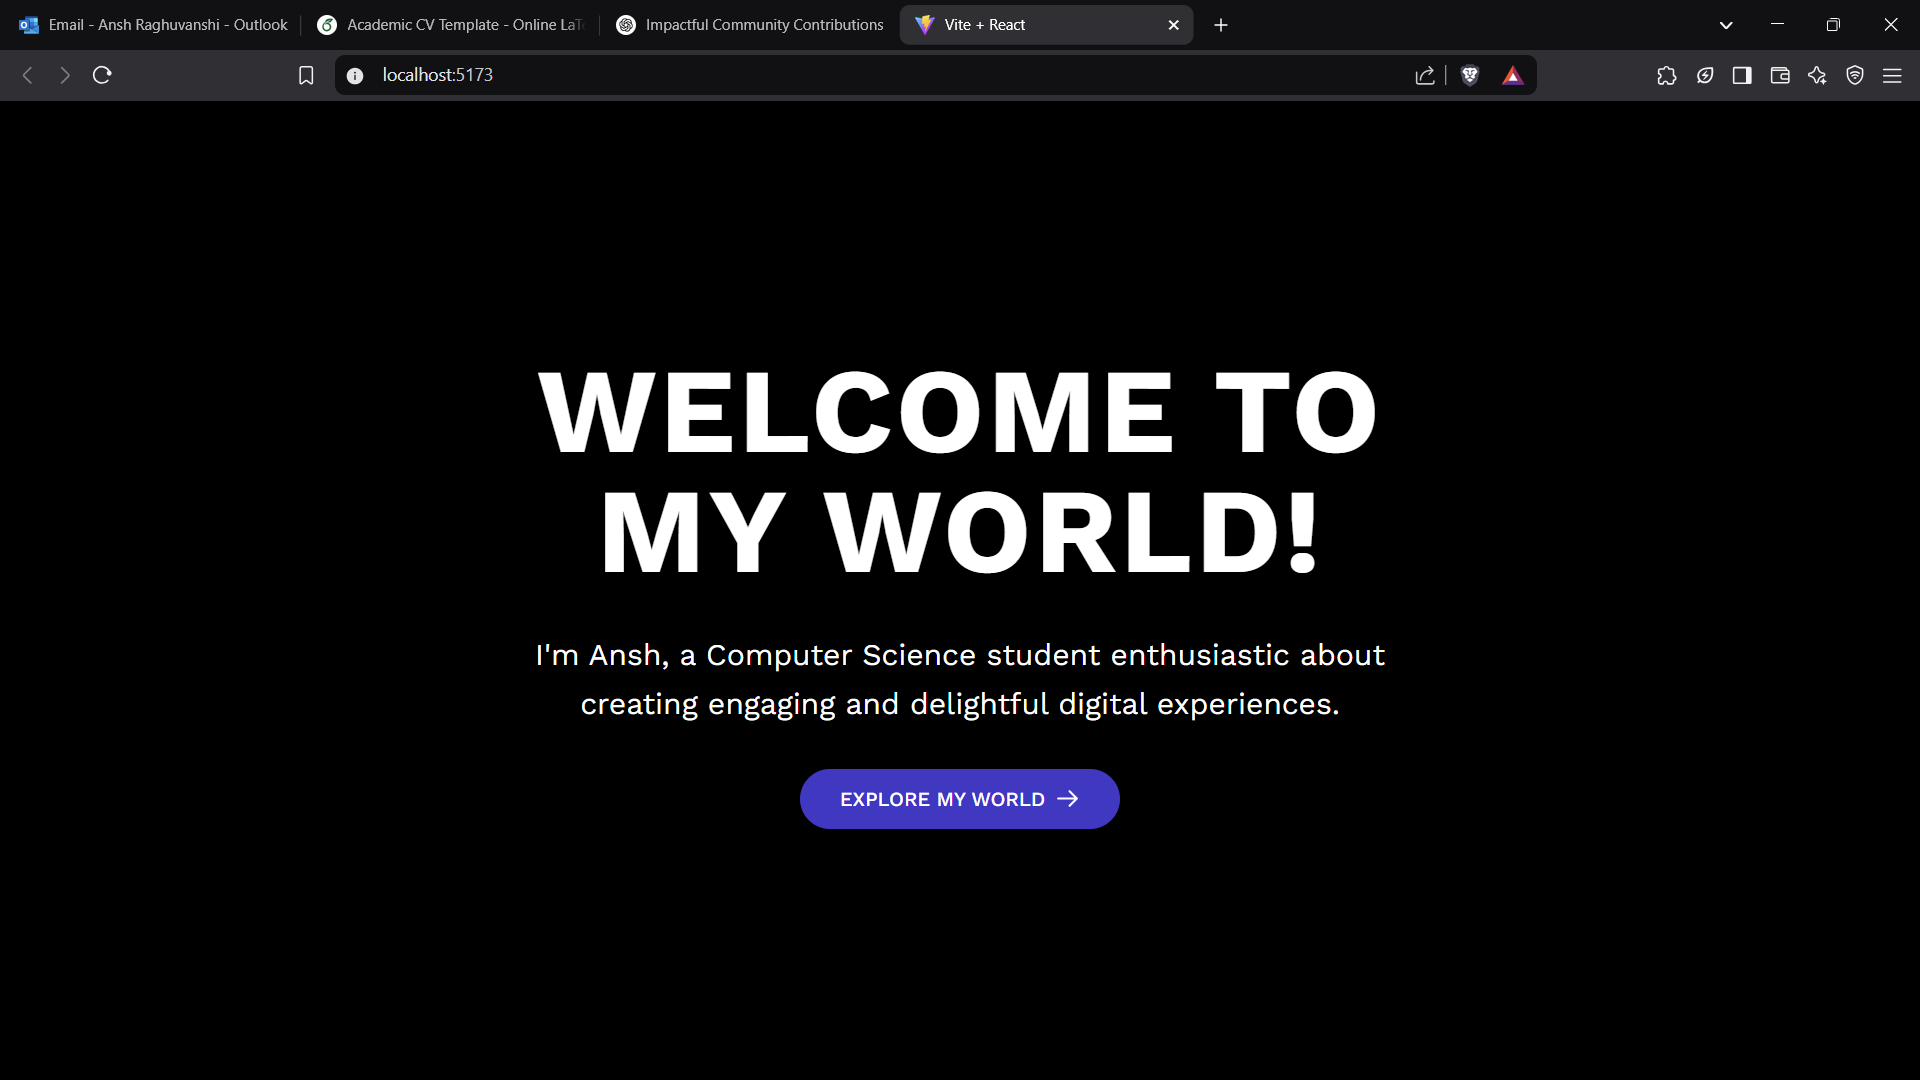 Email - Ansh Raghuvanshi - Outlook
Academic CV Template - Online LaT
Impactful Community Contributions
Vite + React
localhost:5173
WELCOME TO
MY WORLD!
I'm Ansh, a Computer Science student enthusiastic about
creating engaging and delightful digital experiences.
EXPLORE MY WORLD →